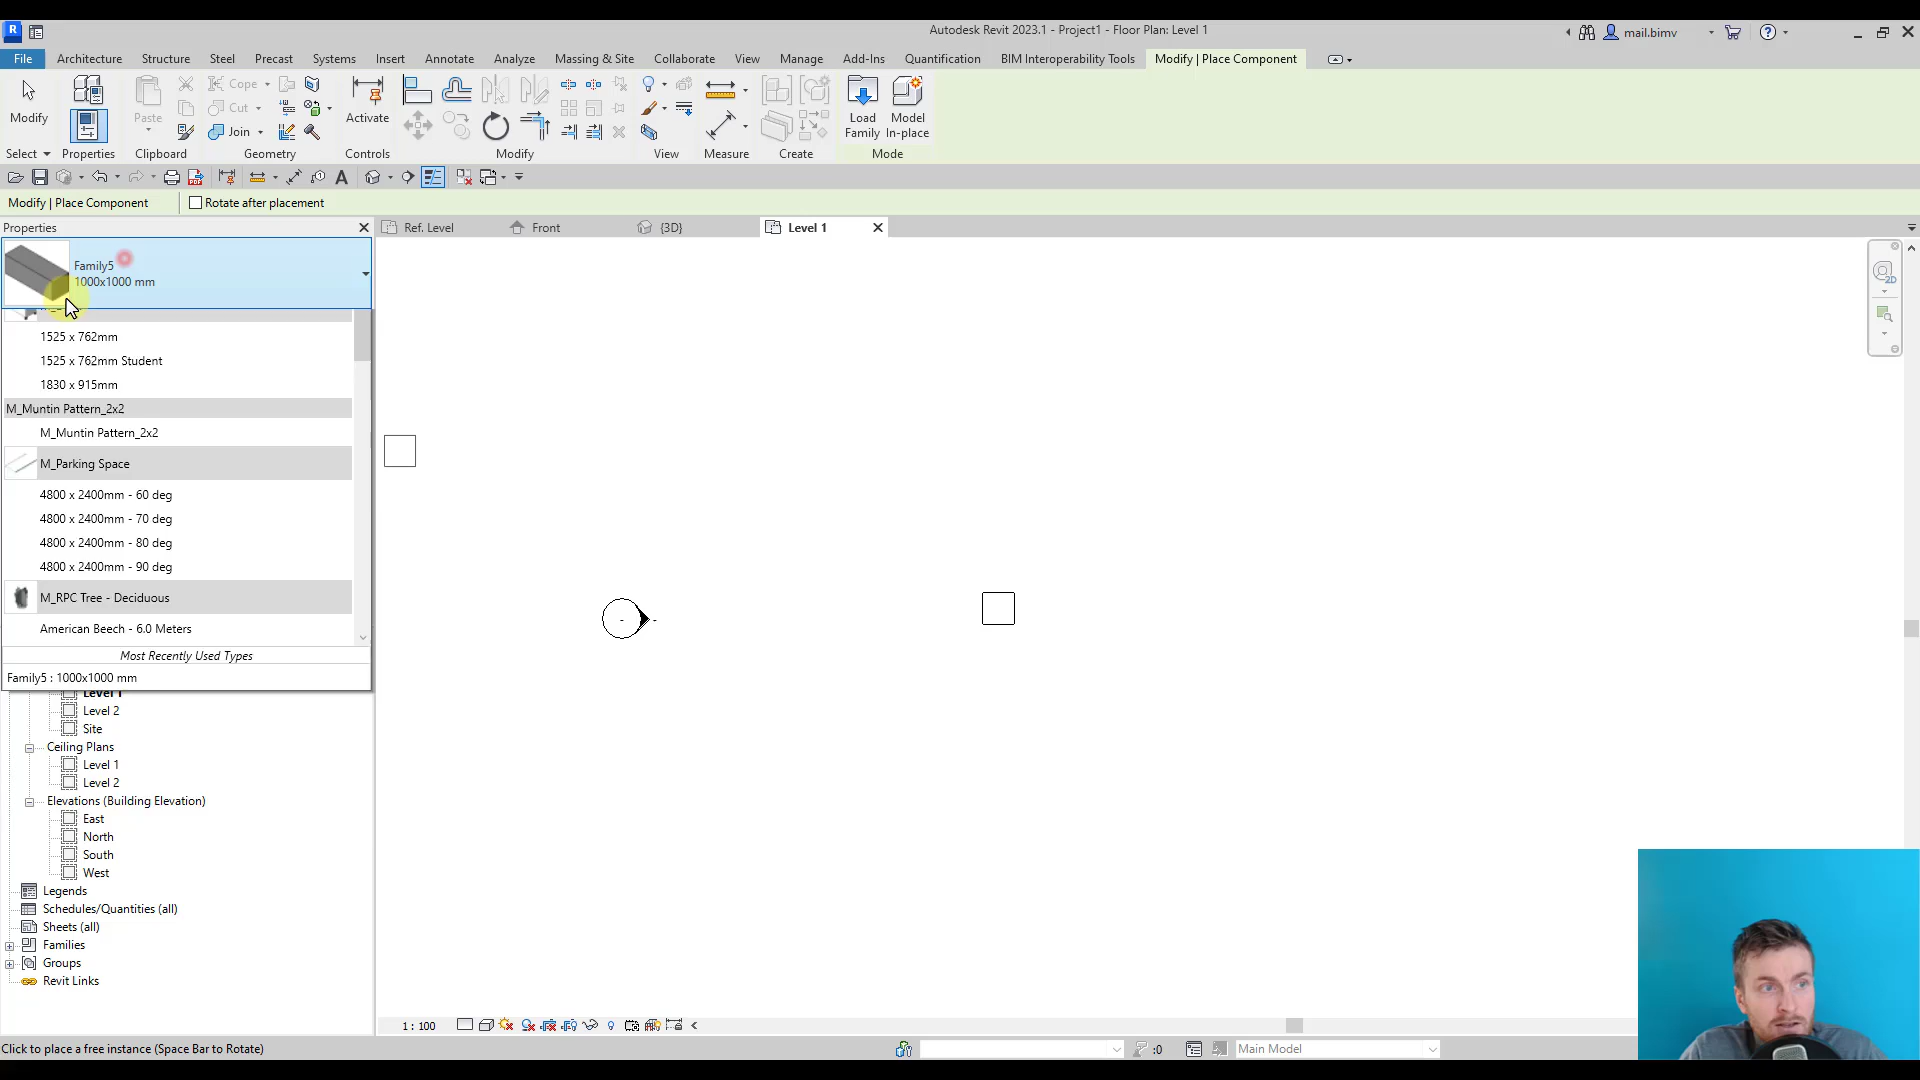 R
Autodesk Revit 2023.1 - Project1 - Floor Plan: Level 1
mail.bimv
File Architecture Structure Steel Precast Systems Insert Annotate Analyze Massing & Site Collaborate View Manage Add-Ins Quantification BIM Interoperability Tools Modify | Place Component
Cope
Cut
Join
Modify
Paste
Activate
Load
Family
Model
In-place
Select Properties Clipboard Geometry Controls Modify View Measure Create Mode
PDF
A
Modify | Place Component Rotate after placement
Properties
Ref. Level Front {3D} Level 1
2D
Family5
1000x1000 mm
1525 x 762mm
1525 x 762mm Student
1830 x 915mm
M_Muntin Pattern_2x2
M_Muntin Pattern_2x2
M_Parking Space
4800 x 2400mm - 60 deg
4800 x 2400mm - 70 deg
4800 x 2400mm - 80 deg
4800 x 2400mm - 90 deg
M_RPC Tree - Deciduous
American Beech - 6.0 Meters
Most Recently Used Types
Family5 : 1000x1000 mm
Level 1
Level 2
Site
Ceiling Plans
Level 1
Level 2
Elevations (Building Elevation)
East
North
South
West
Legends
Schedules/Quantities (all)
Sheets (all)
Families
Groups
Revit Links
1 : 100
Click to place a free instance (Space Bar to Rotate)
:0
Main Model